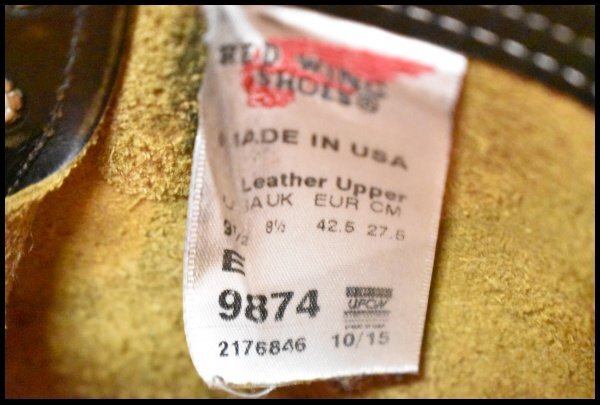 RED WING
SHOES
MADE IN USA
Leather Upper
USA UK EUR CM
9½ 8½ 42.5 27.5
E
9874
UFCW
2176846 10/15